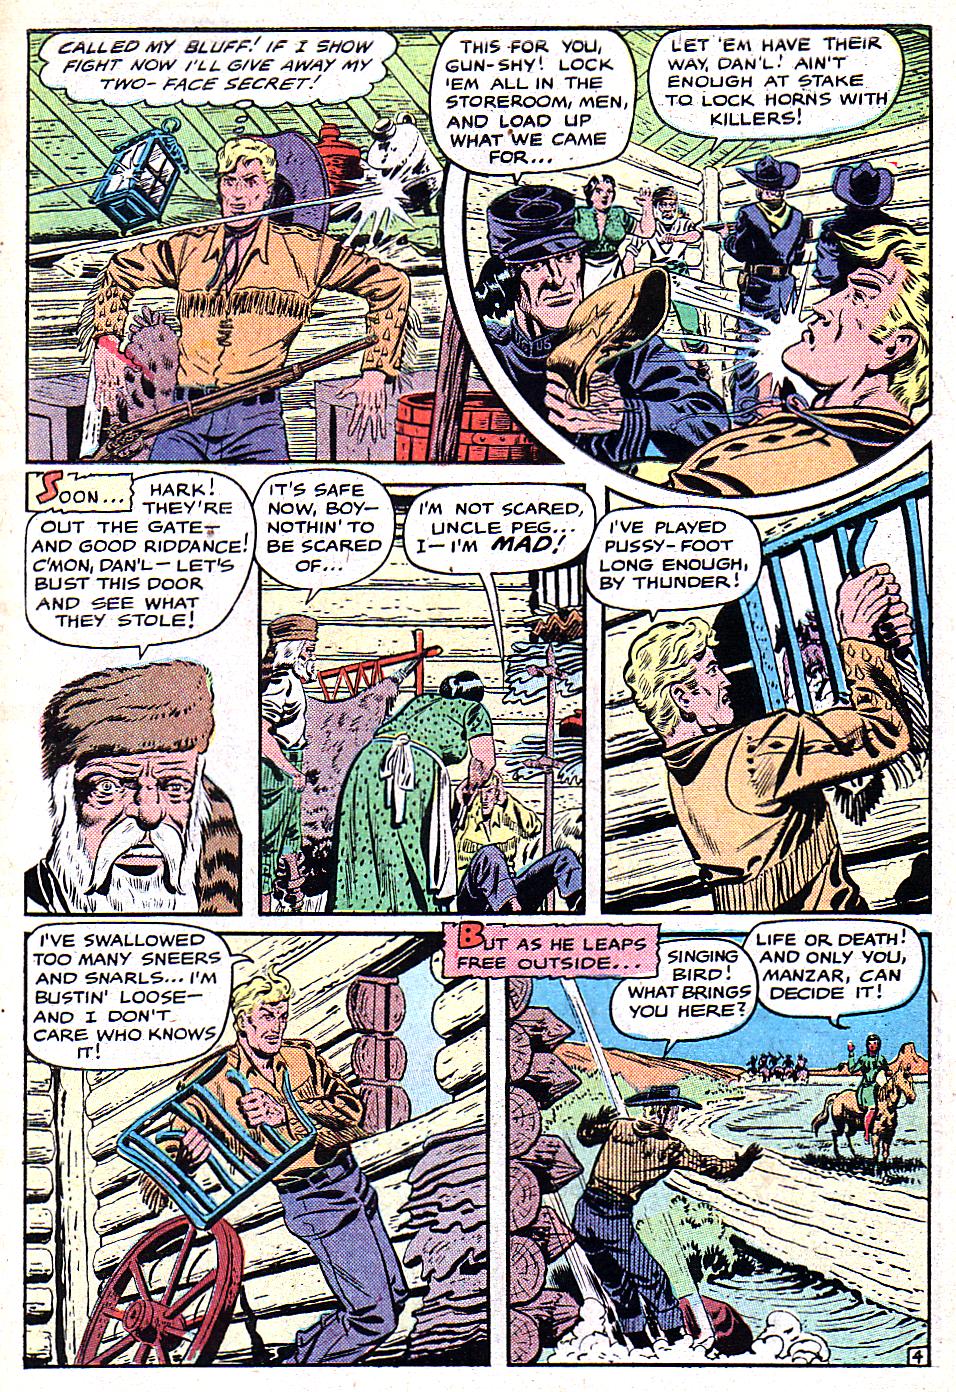 CALLED MY BLUFF! IF I SHOW
FIGHT NOW I'LL GIVE AWAY MY
TWO-FACE SECRET!
THIS FOR YOU,
GUN-SHY! LOCK
'EM ALL IN THE
STOREROOM, MEN,
AND LOAD UP
WHAT WE CAME
FOR...
LET 'EM HAVE THEIR
WAY, DAN'L! AIN'T
ENOUGH AT STAKE
TO LOCK HORNS WITH
KILLERS!
US
SOON...
HARK!
THEY'RE
OUT THE GATE—
AND GOOD RIDDANCE!
C'MON, DAN'L—LET'S
BUST THIS DOOR
AND SEE WHAT
THEY STOLE!
IT'S SAFE
NOW, BOY—
NOTHIN' TO
BE SCARED
OF...
I'M NOT SCARED,
UNCLE PEG...
I—I'M MAD!
I'VE PLAYED
PUSSY-FOOT
LONG ENOUGH,
BY THUNDER!
I'VE SWALLOWED
TOO MANY SNEERS
AND SNARLS... I'M
BUSTIN' LOOSE—
AND I DON'T
CARE WHO KNOWS
IT!
BUT AS HE LEAPS
FREE OUTSIDE...
SINGING
BIRD!
WHAT BRINGS
YOU HERE?
LIFE OR DEATH!
AND ONLY YOU,
MANZAR, CAN
DECIDE IT!
4